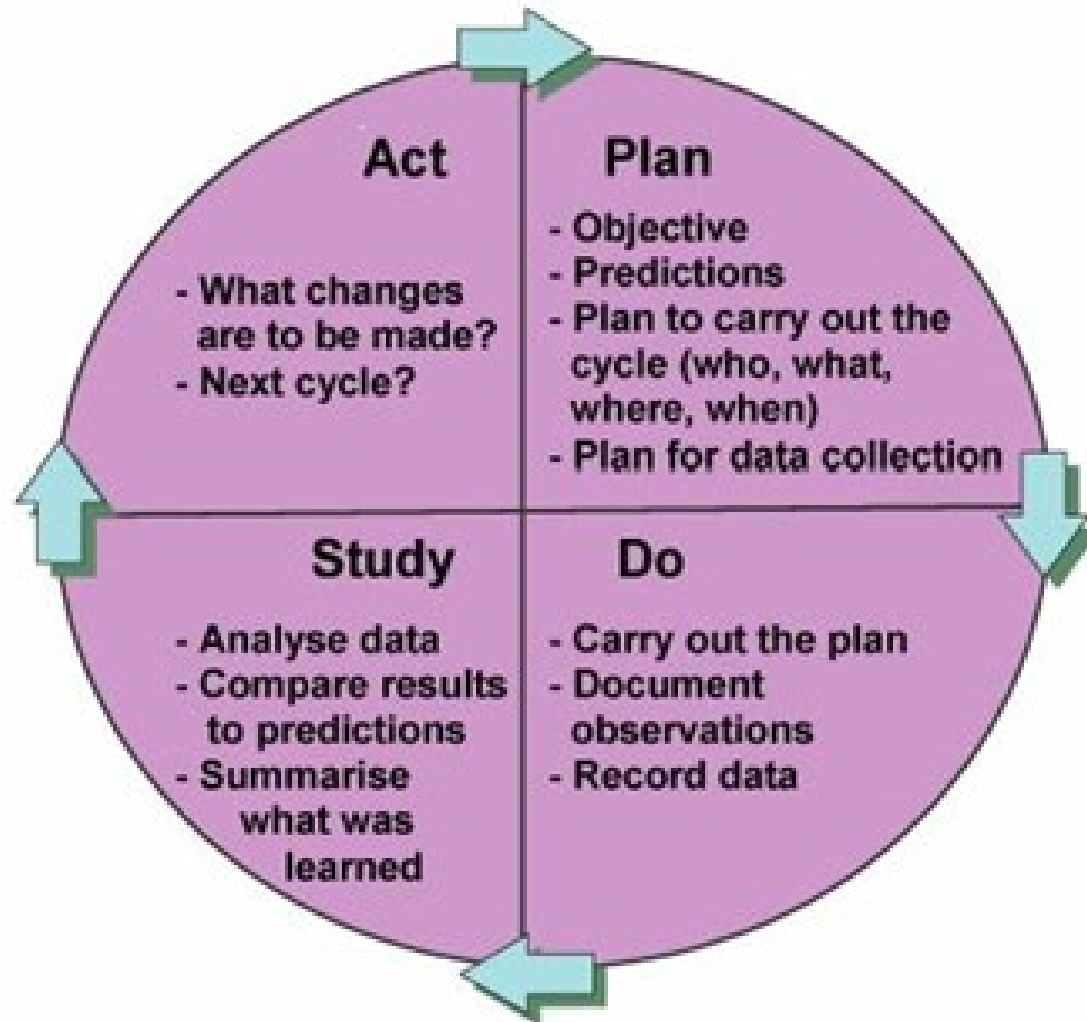 Act
- What changes
are to be made?
- Next cycle?
Plan
- Objective
- Predictions
- Plan to carry out the
cycle (who, what,
where, when)
- Plan for data collection
Study
- Analyse data
- Compare results
to predictions
- Summarise
what was
learned
Do
- Carry out the plan
- Document
observations
- Record data